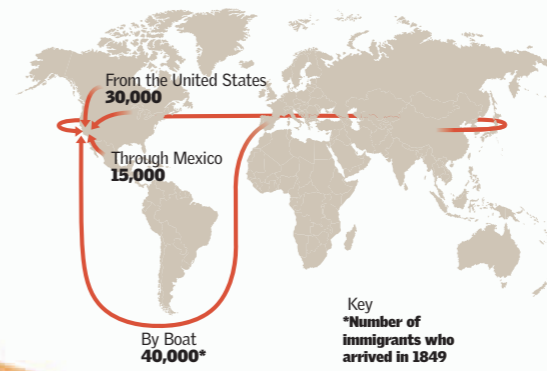 From the United States
30,000
Through Mexico
15,000
By Boat
40,000*
Key
*Number of
immigrants who
arrived in 1849